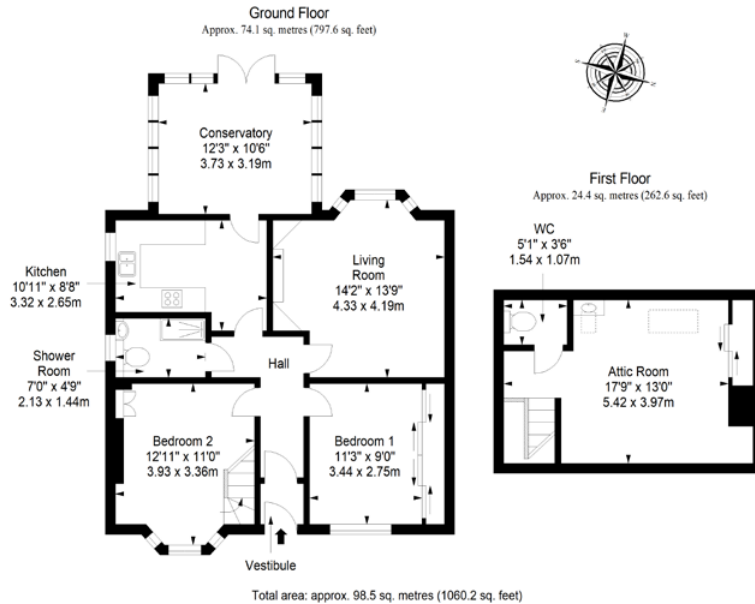 Ground Floor
Approx. 74.1 sq. metres (797.6 sq. feet)
Conservatory
12'3" x 10'6"
3.73 x 3.19m
First Floor
Approx. 24.4 sq. metres (262.6 sq. feet)
WC
5'1" x 3'6"
1.54 x 1.07m
Kitchen
10'11" x 8'8"
3.32 x 2.65m
Living
Room
14'2" x 13'9"
4.33 x 4.19m
Shower
Room
7'0" x 4'9"
2.13 x 1.44m
Hall
Attic Room
17'9" x 13'0"
5.42 x 3.97m
Bedroom 2
12'11" x 11'0"
3.93 x 3.36m
Bedroom 1
11'3" x 9'0"
3.44 x 2.75m
Vestibule
Total area: approx. 98.5 sq. metres (1060.2 sq. feet)